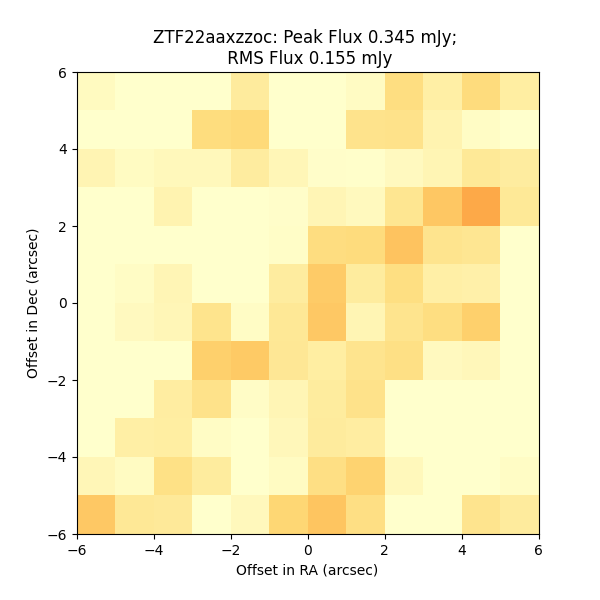 ZTF22aaxzzoc: Peak Flux 0.345 mJy;
RMS Flux 0.155 mJy
6
4
2
0
−2
−4
−6
Offset in Dec (arcsec)
−6 −4 −2 0 2 4 6
Offset in RA (arcsec)